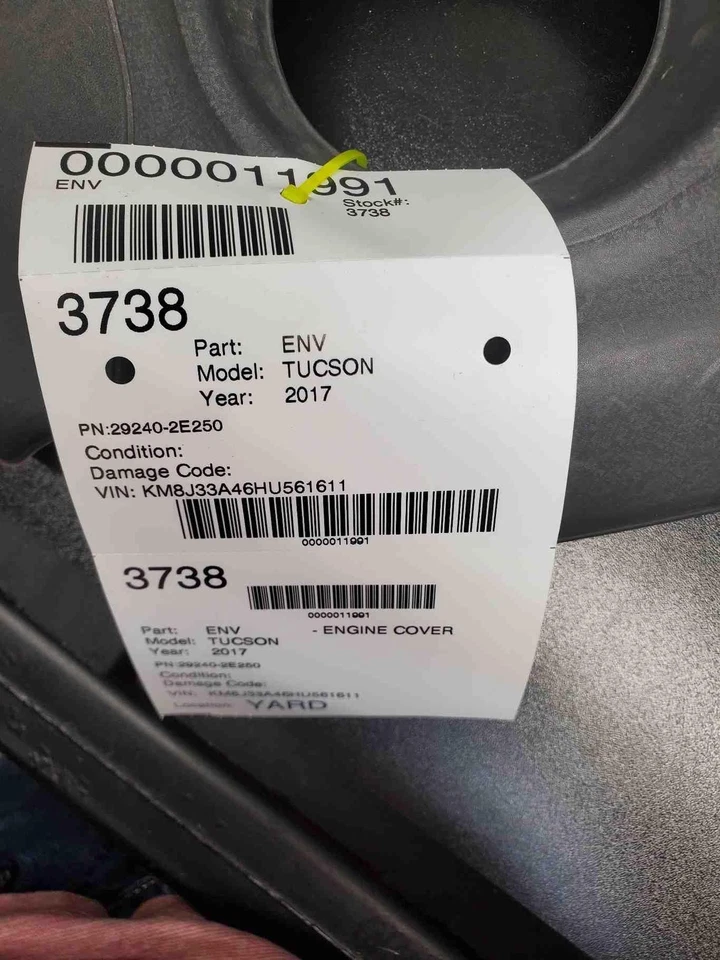 0000011991
ENV
Stock#:
3738
3738
Part: ENV
Model: TUCSON
Year: 2017
PN:29240-2E250
Condition:
Damage Code:
VIN: KM8J33A46HU561611
0000011991
3738
0000011991
Part: ENV - ENGINE COVER
Model: TUCSON
Year: 2017
PN:29240-2E250
Condition:
Damage Code:
VIN: KM8J33A46HU561611
Location: YARD